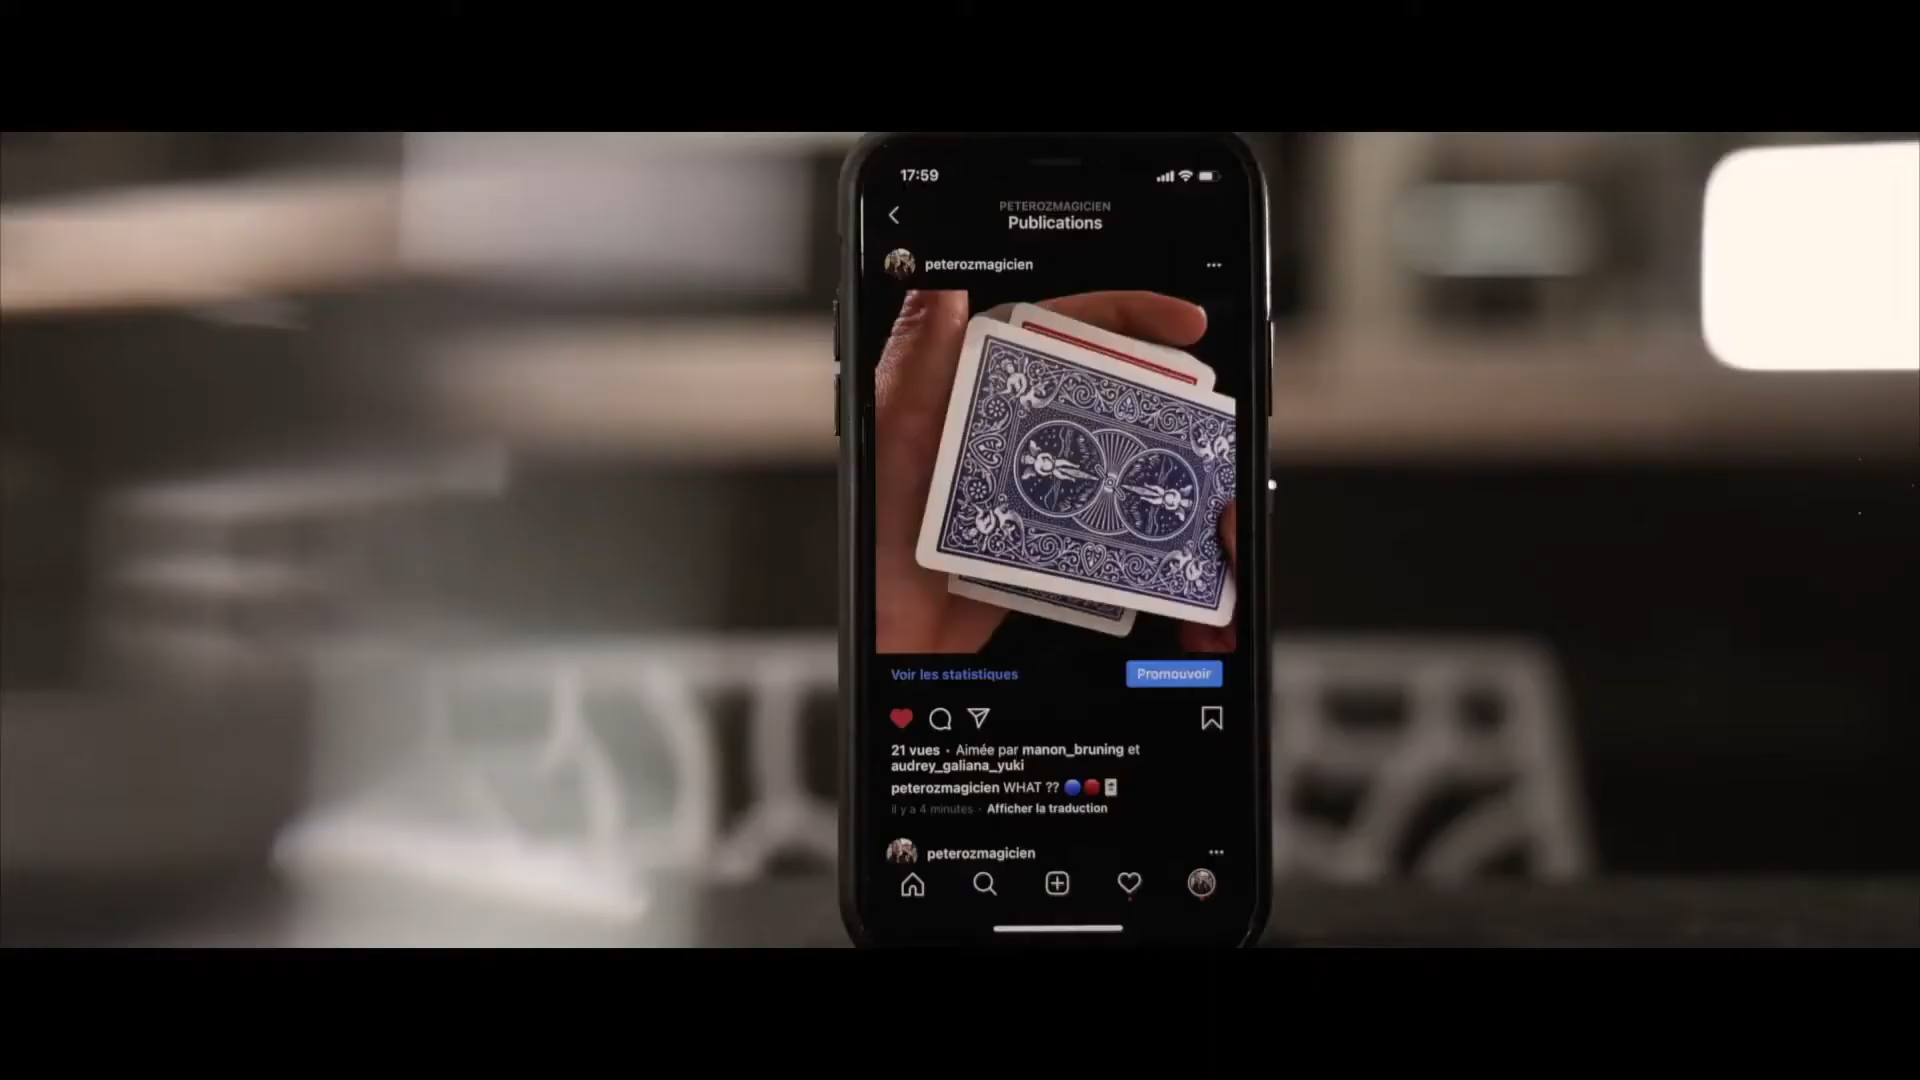 17:59
PETEROZMAGICIEN
Publications
peterozmagicien
Voir les statistiques
Promouvoir
21 vues · Aimée par manon_bruning et
audrey_galiana_yuki
peterozmagicien WHAT ?? 🔵🔴🃏
il y a 4 minutes · Afficher la traduction
peterozmagicien